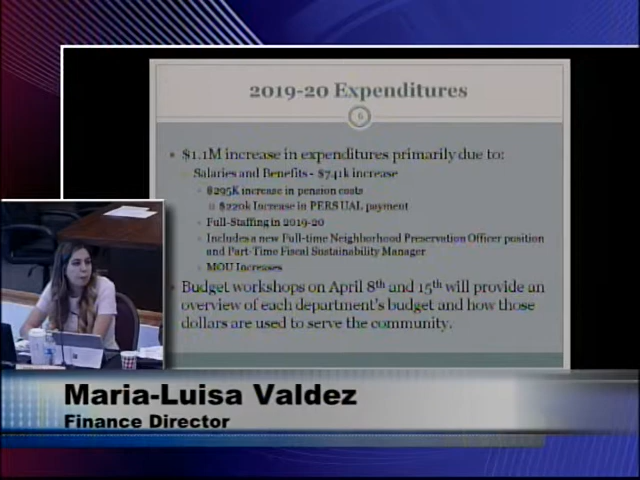 2019-20 Expenditures
6
$1.1M increase in expenditures primarily due to:
Salaries and Benefits - $741k increase
$295K increase in pension costs
$220k Increase in PERS UAL payment
Full-Staffing in 2019-20
Includes a new Full-time Neighborhood Preservation Officer position
and Part-Time Fiscal Sustainability Manager
MOU Increases
Budget workshops on April 8th and 15th will provide an
overview of each department's budget and how those
dollars are used to serve the community.
Maria-Luisa Valdez
Finance Director